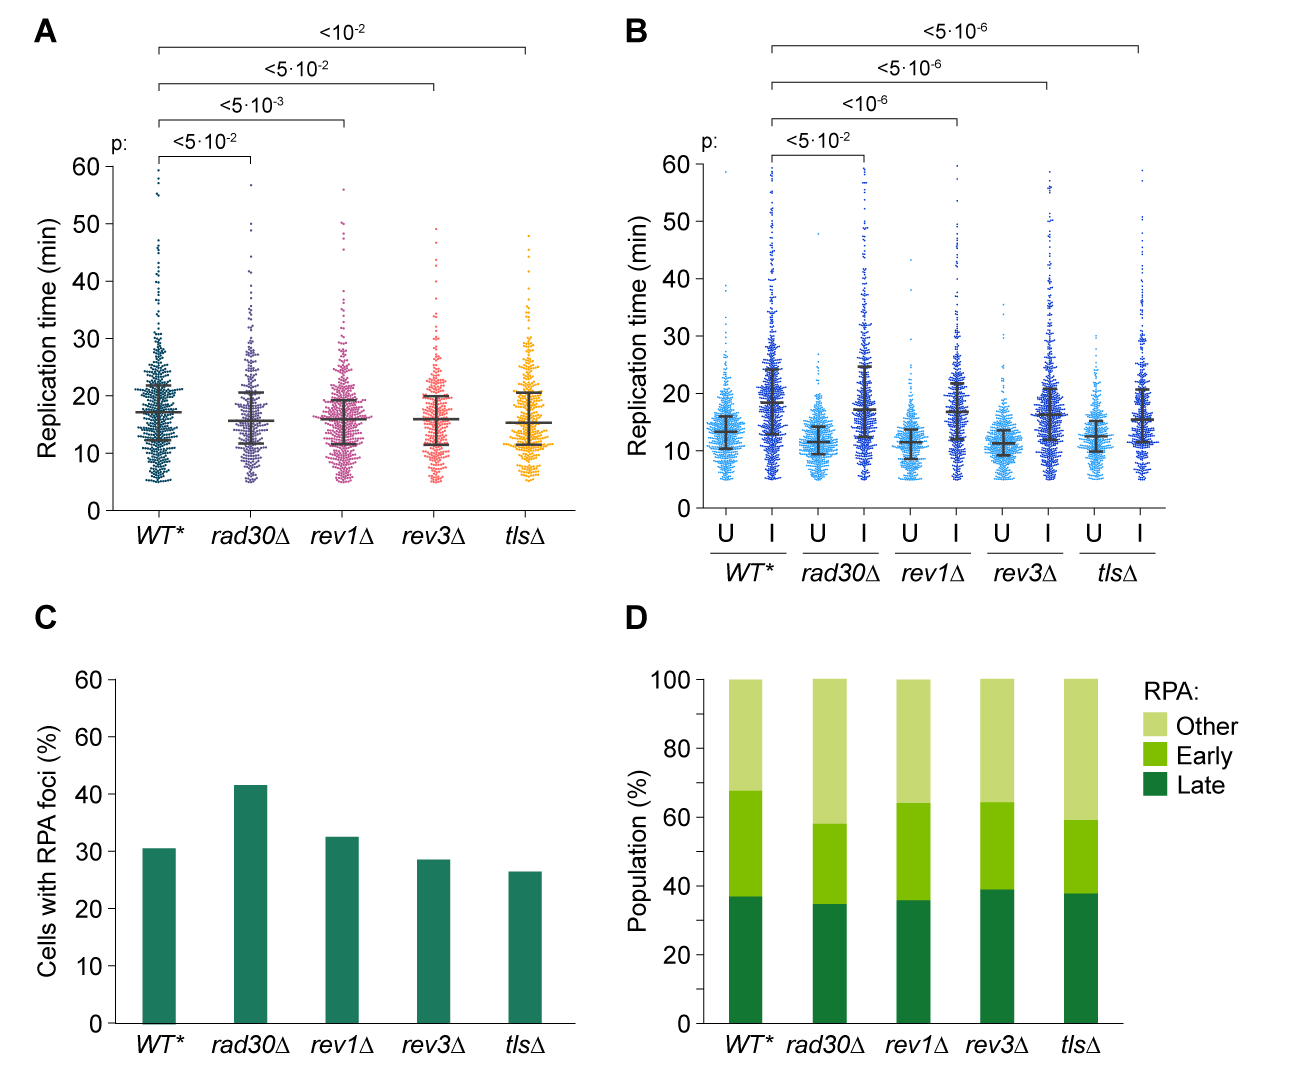 A
<10-2
<5·10-2
<5·10-3
p:
<5·10-2
60
50
40
30
20
10
0
Replication time (min)
WT* rad30Δ rev1Δ rev3Δ tlsΔ
B
<5·10-6
<5·10-6
<10-6
p:
<5·10-2
60
50
40
30
20
10
0
Replication time (min)
U I U I U I U I U I
WT* rad30Δ rev1Δ rev3Δ tlsΔ
C
60
60
40
30
20
10
0
Cells with RPA foci (%)
WT* rad30Δ rev1Δ rev3Δ tlsΔ
D
100
80
60
40
20
0
Population (%)
WT* rad30Δ rev1Δ rev3Δ tlsΔ
RPA:
Other
Early
Late